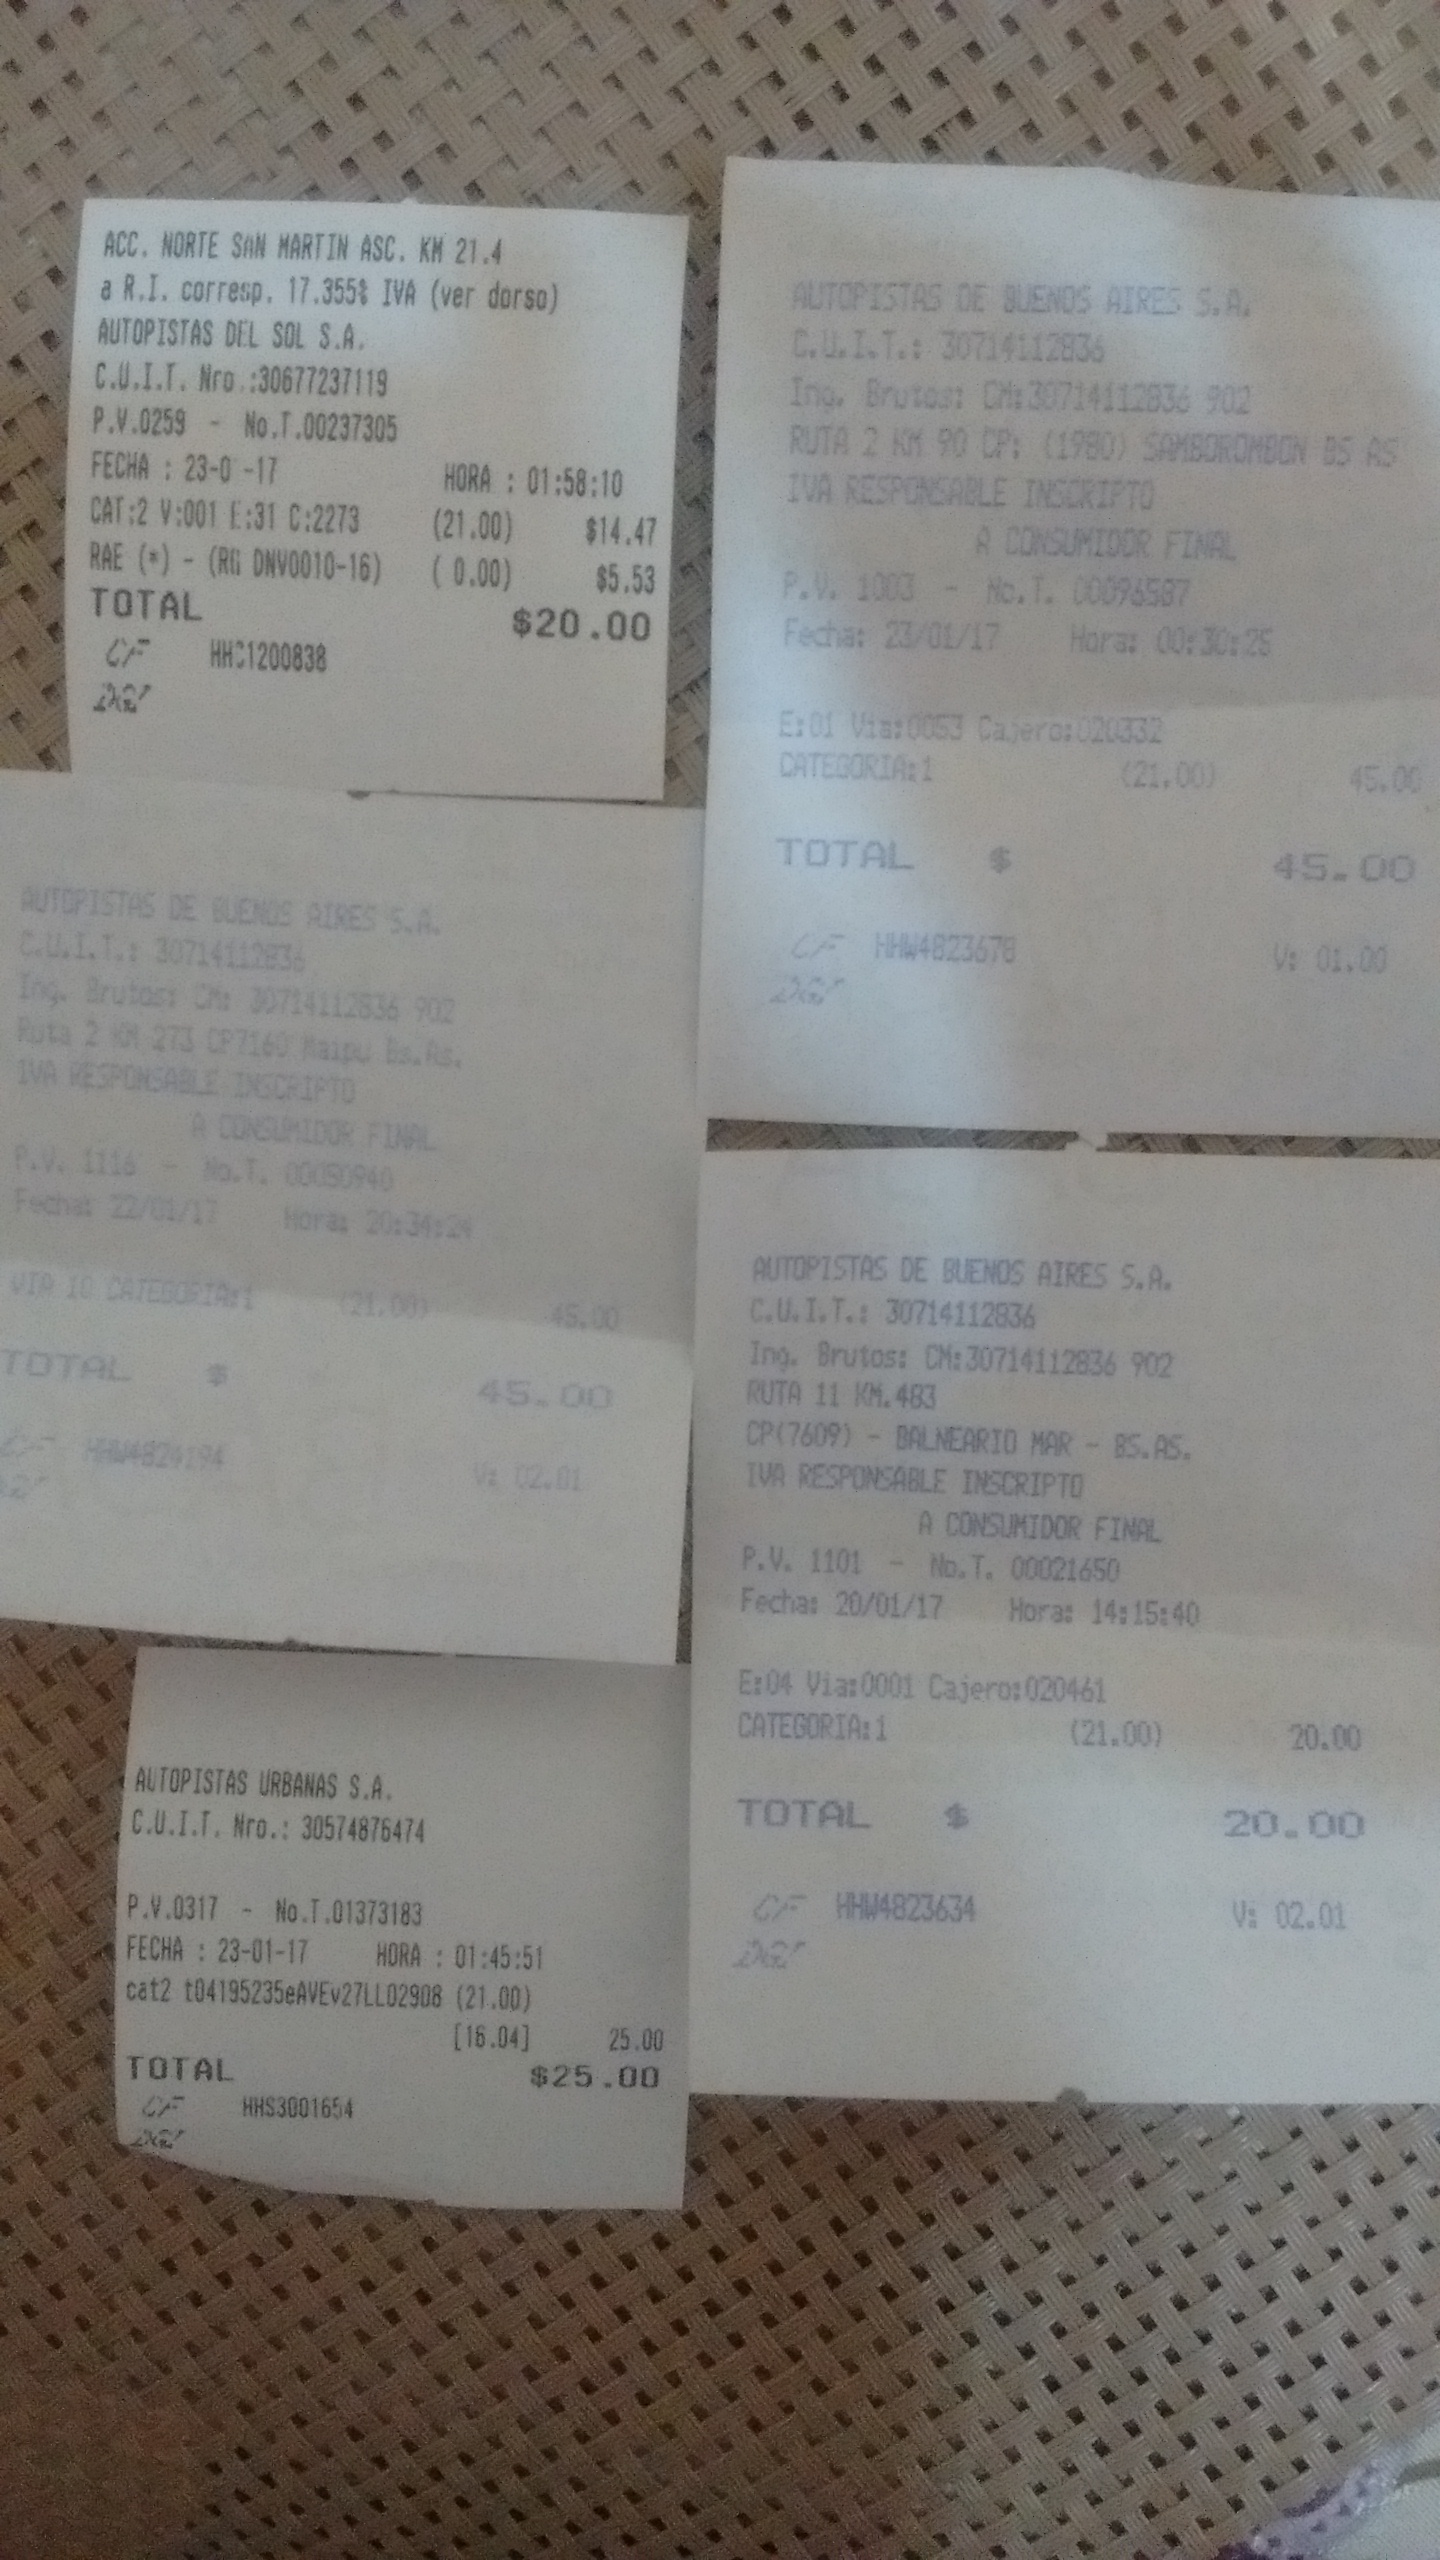 ACC. NORTE SAN MARTIN ASC. KM 21.4
a R.I. corresp. 17.355% IVA (ver dorso)
AUTOPISTAS DEL SOL S.A.
C.U.I.T. Nro.:30677237119
P.V.0259 - No.T.00237305
FECHA : 23-0 -17 HORA : 01:58:10
CAT:2 V:001 E:31 C:2273 (21.00) $14.47
RAE (*) - (RN DNV0010-16) ( 0.00) $5.53
TOTAL $20.00
CF HHC1200838
DGI
AUTOPISTAS DE BUENOS AIRES S.A.
C.U.I.T.: 30714112836
Ing. Brutos: CM:30714112836 902
RUTA 2 KM 90 CP: (1980) SAMBOROMBON BS AS
IVA RESPONSABLE INSCRIPTO
A CONSUMIDOR FINAL
P.V. 1003 - No.T. 00096587
Fecha: 23/01/17 Hora: 00:30:25
E:01 Via:0053 Cajero:020332
CATEGORIA:1 (21.00) 45.00
TOTAL $ 45.00
CF HHW4823678 V: 01.00
DGI
AUTOPISTAS DE BUENOS AIRES S.A.
C.U.I.T.: 30714112836
Ing. Brutos: CM: 30714112836 902
Ruta 2 KM 273 CP7160 Maipu Bs.As.
IVA RESPONSABLE INSCRIPTO
A CONSUMIDOR FINAL
P.V. 1116 - No.T. 00050940
Fecha: 22/01/17 Hora: 20:34:24
VIA 10 CATEGORIA:1 (21.00) 45.00
TOTAL $ 45.00
CF V: 02.01
DGI
AUTOPISTAS DE BUENOS AIRES S.A.
C.U.I.T.: 30714112836
Ing. Brutos: CM:30714112836 902
RUTA 11 KM.483
CP(7609) - BALNEARIO MAR - BS.AS.
IVA RESPONSABLE INSCRIPTO
A CONSUMIDOR FINAL
P.V. 1101 - No.T. 00021650
Fecha: 20/01/17 Hora: 14:15:40
E:04 Via:0001 Cajero:020461
CATEGORIA:1 (21.00) 20.00
TOTAL $ 20.00
CF HHW4823634 V: 02.01
DGI
AUTOPISTAS URBANAS S.A.
C.U.I.T. Nro.: 30574876474
P.V.0317 - No.T.01373183
FECHA : 23-01-17 HORA : 01:45:51
cat2 t04195235eAVEv27LL02908 (21.00)
[16.04] 25.00
TOTAL $25.00
CF HHS3001654
DGI